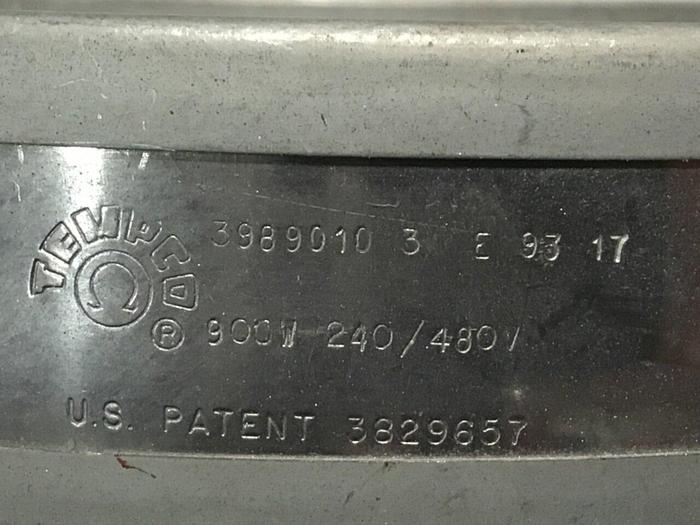 TEMPCO Ω ®
3989010 3 E 93 17
900W 240/480V
U.S. PATENT 3829657